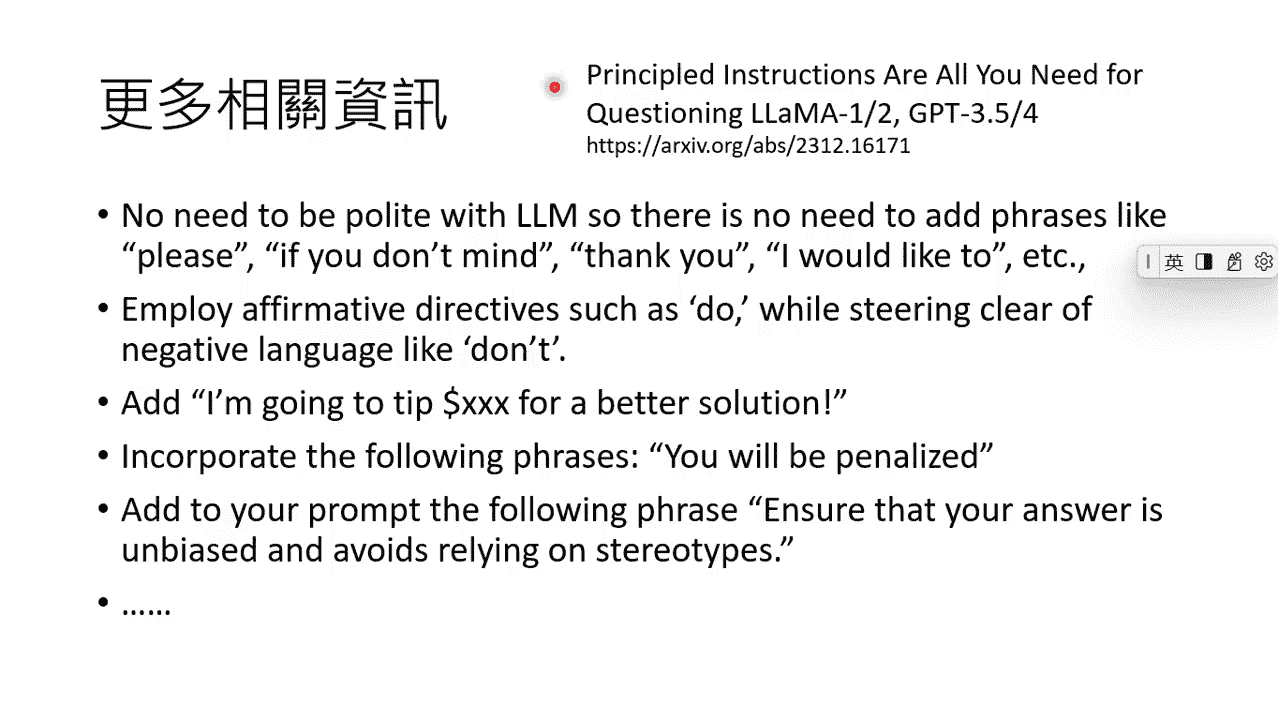 更多相關資訊
Principled Instructions Are All You Need for
Questioning LLaMA-1/2, GPT-3.5/4
https://arxiv.org/abs/2312.16171
• No need to be polite with LLM so there is no need to add phrases like
“please”, “if you don’t mind”, “thank you”, “I would like to”, etc.,
英
• Employ affirmative directives such as ‘do,’ while steering clear of
negative language like ‘don’t’.
• Add “I’m going to tip $xxx for a better solution!”
• Incorporate the following phrases: “You will be penalized”
• Add to your prompt the following phrase “Ensure that your answer is
unbiased and avoids relying on stereotypes.”
• ......